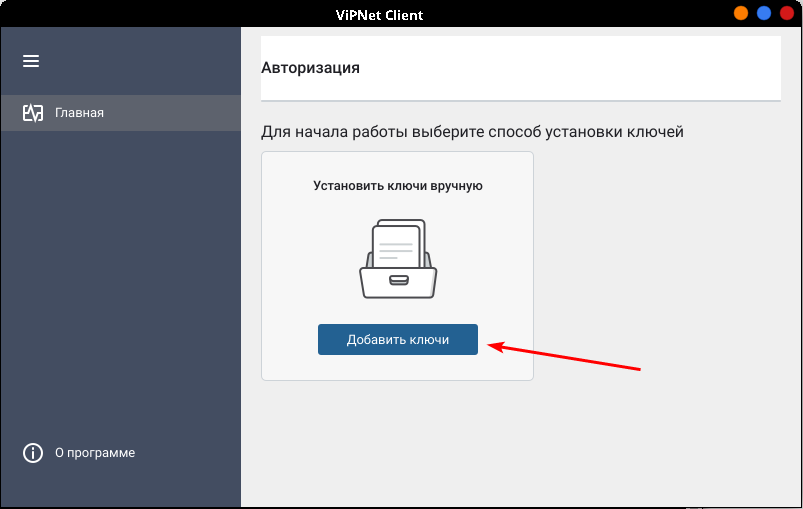 ViPNet Client
Авторизация
Главная
Для начала работы выберите способ установки ключей
Установить ключи вручную
Добавить ключи
О программе